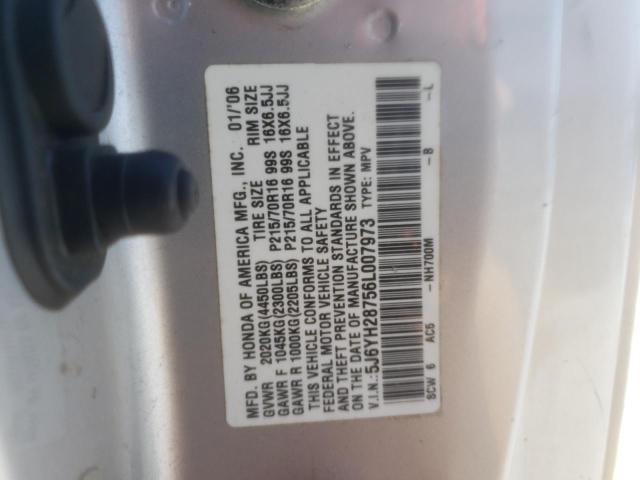 MFD. BY HONDA OF AMERICA MFG., INC. 01/'06
GVWR 2020KG(4450LBS) TIRE SIZE RIM SIZE
GAWR F 1045KG(2300LBS) P215/70R16 99S 16X6.5JJ
GAWR R 1000KG(2205LBS) P215/70R16 99S 16X6.5JJ
THIS VEHICLE CONFORMS TO ALL APPLICABLE
FEDERAL MOTOR VEHICLE SAFETY
AND THEFT PREVENTION STANDARDS IN EFFECT
ON THE DATE OF MANUFACTURE SHOWN ABOVE.
V.I.N.:5J6YH28756L007973 TYPE: MPV
SCW 6 AC5 -NH700M -B -L